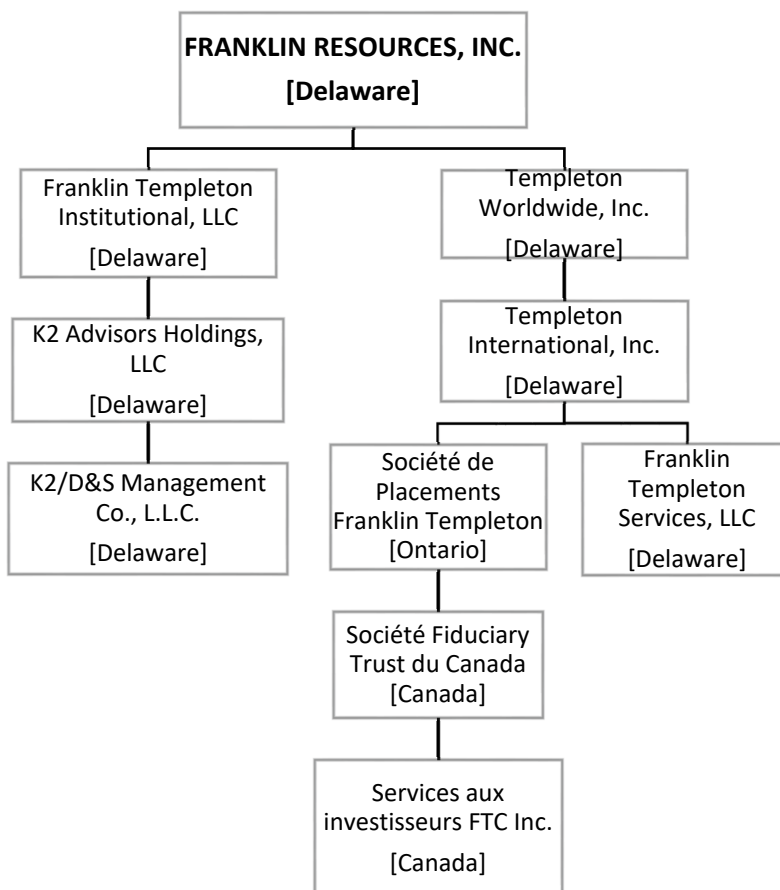 FRANKLIN RESOURCES, INC.
[Delaware]
Franklin Templeton
Institutional, LLC
[Delaware]
Templeton
Worldwide, Inc.
[Delaware]
K2 Advisors Holdings,
LLC
[Delaware]
Templeton
International, Inc.
[Delaware]
K2/D&S Management
Co., L.L.C.
[Delaware]
Société de
Placements
Franklin Templeton
[Ontario]
Franklin
Templeton
Services, LLC
[Delaware]
Société Fiduciary
Trust du Canada
[Canada]
Services aux
investisseurs FTC Inc.
[Canada]